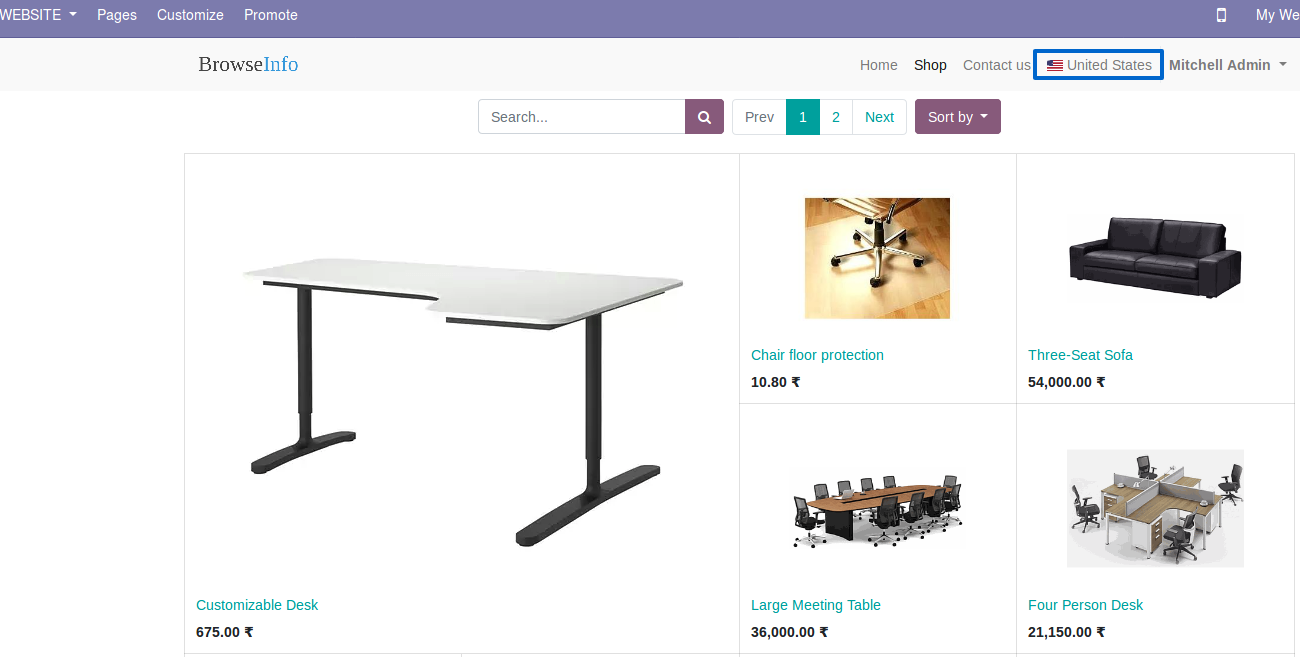 WEBSITE Pages Customize Promote My We
BrowseInfo Home Shop Contact us United States Mitchell Admin
Search... Prev 1 2 Next Sort by
Chair floor protection
10.80 ₹
Three-Seat Sofa
54,000.00 ₹
Customizable Desk
675.00 ₹
Large Meeting Table
36,000.00 ₹
Four Person Desk
21,150.00 ₹